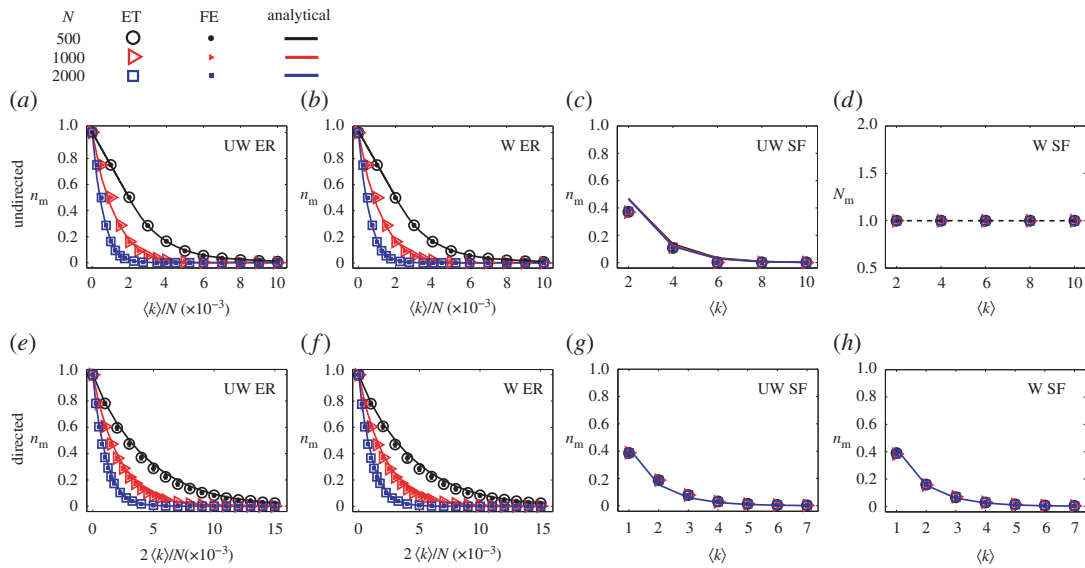 N ET FE analytical
500
1000
2000
(a) (b) (c) (d)
undirected
n_m
1.0
0.8
0.6
0.4
0.2
0
UW ER
0 2 4 6 8 10
⟨k⟩/N (×10⁻³)
n_m
1.0
0.8
0.6
0.4
0.2
0
W ER
0 2 4 6 8 10
⟨k⟩/N (×10⁻³)
n_m
1.0
0.8
0.6
0.4
0.2
0
UW SF
2 4 6 8 10
⟨k⟩
N_m
2.0
1.5
1.0
0.5
W SF
2 4 6 8 10
⟨k⟩
(e) (f) (g) (h)
directed
n_m
1.0
0.8
0.6
0.4
0.2
0
UW ER
0 5 10 15
2 ⟨k⟩/N (×10⁻³)
n_m
1.0
0.8
0.6
0.4
0.2
0
W ER
0 5 10 15
2 ⟨k⟩/N (×10⁻³)
n_m
1.0
0.8
0.6
0.4
0.2
0
UW SF
1 2 3 4 5 6 7
⟨k⟩
n_m
1.0
0.8
0.6
0.4
0.2
0
W SF
1 2 3 4 5 6 7
⟨k⟩